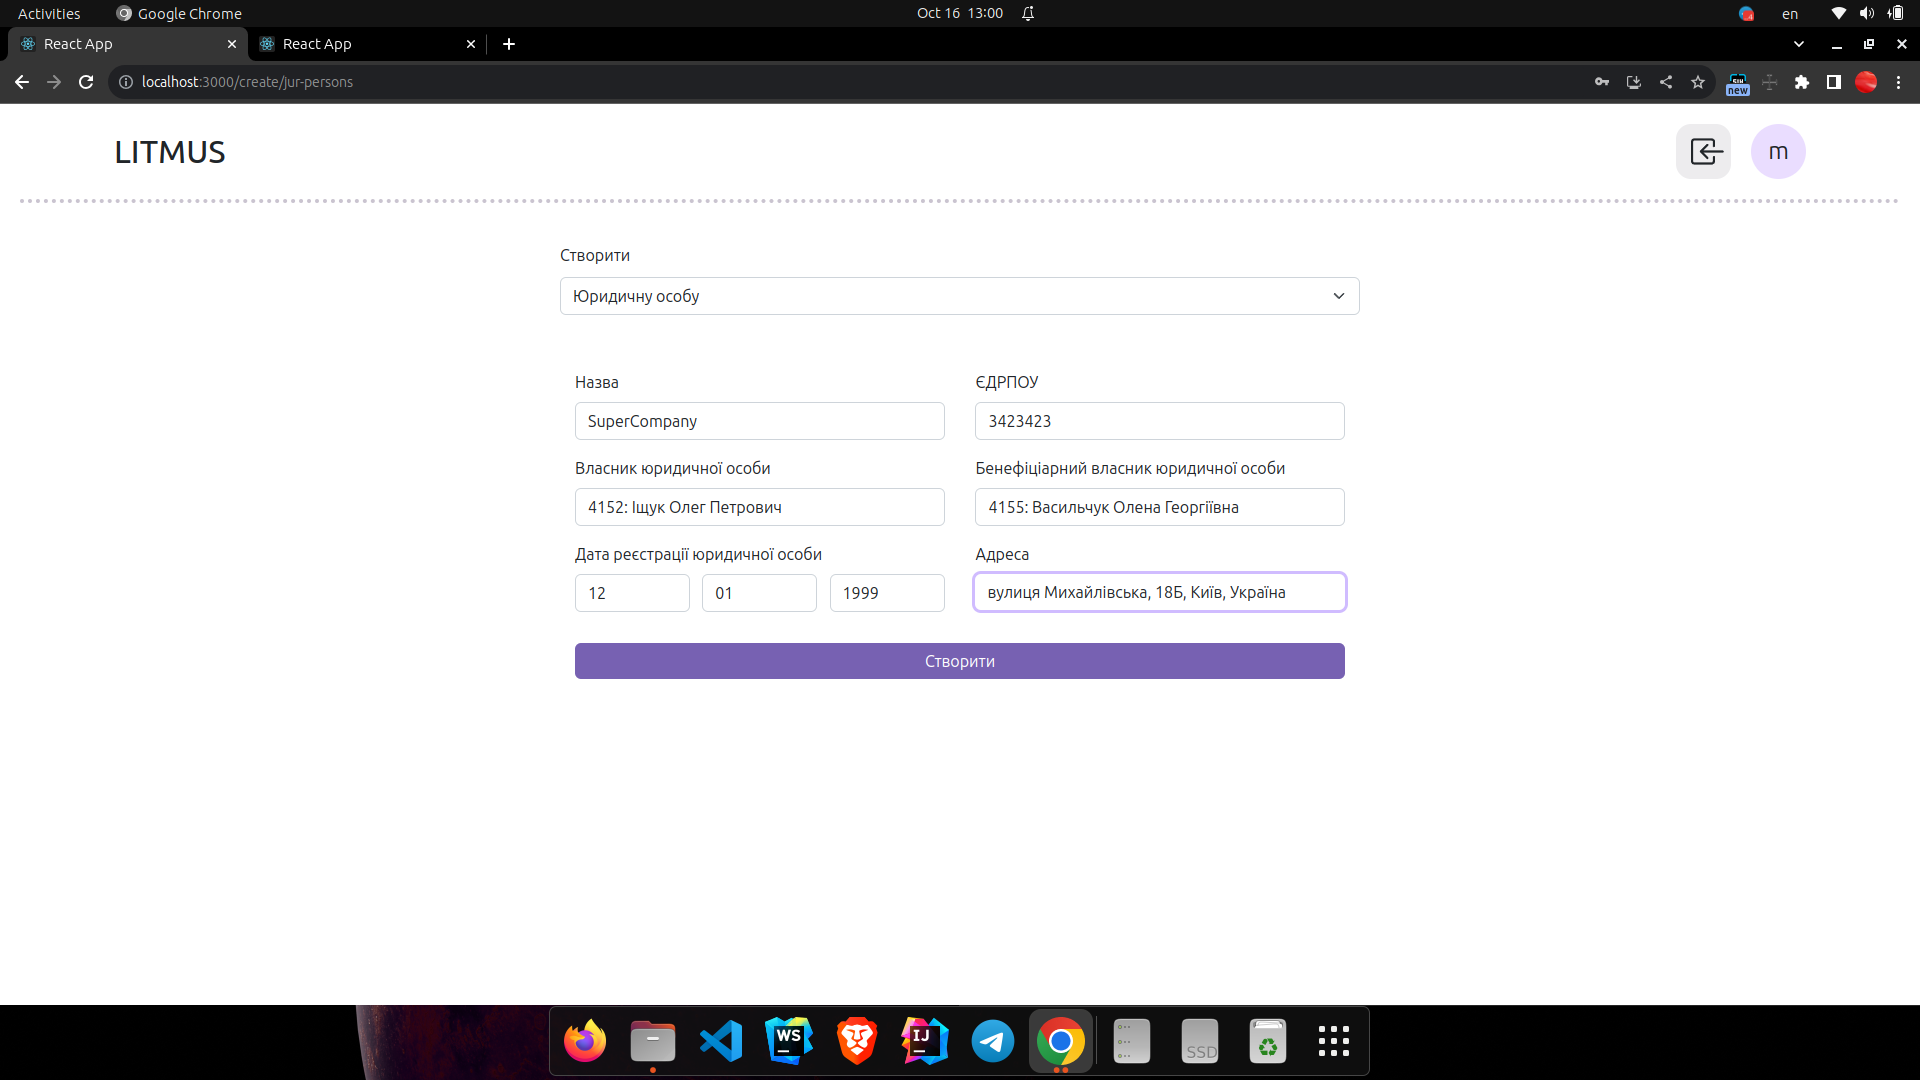 Activities
Google Chrome
Oct 16 13:00
en
React App
React App
localhost:3000/create/jur-persons
new
LITMUS
m
Створити
Юридичну особу
Назва
ЄДРПОУ
SuperCompany
3423423
Власник юридичної особи
Бенефіціарний власник юридичної особи
4152: Іщук Олег Петрович
4155: Васильчук Олена Георгіївна
Дата реєстрації юридичної особи
Адреса
12
01
1999
вулиця Михайлівська, 18Б, Київ, Україна
Створити
WS
IJ
SSD